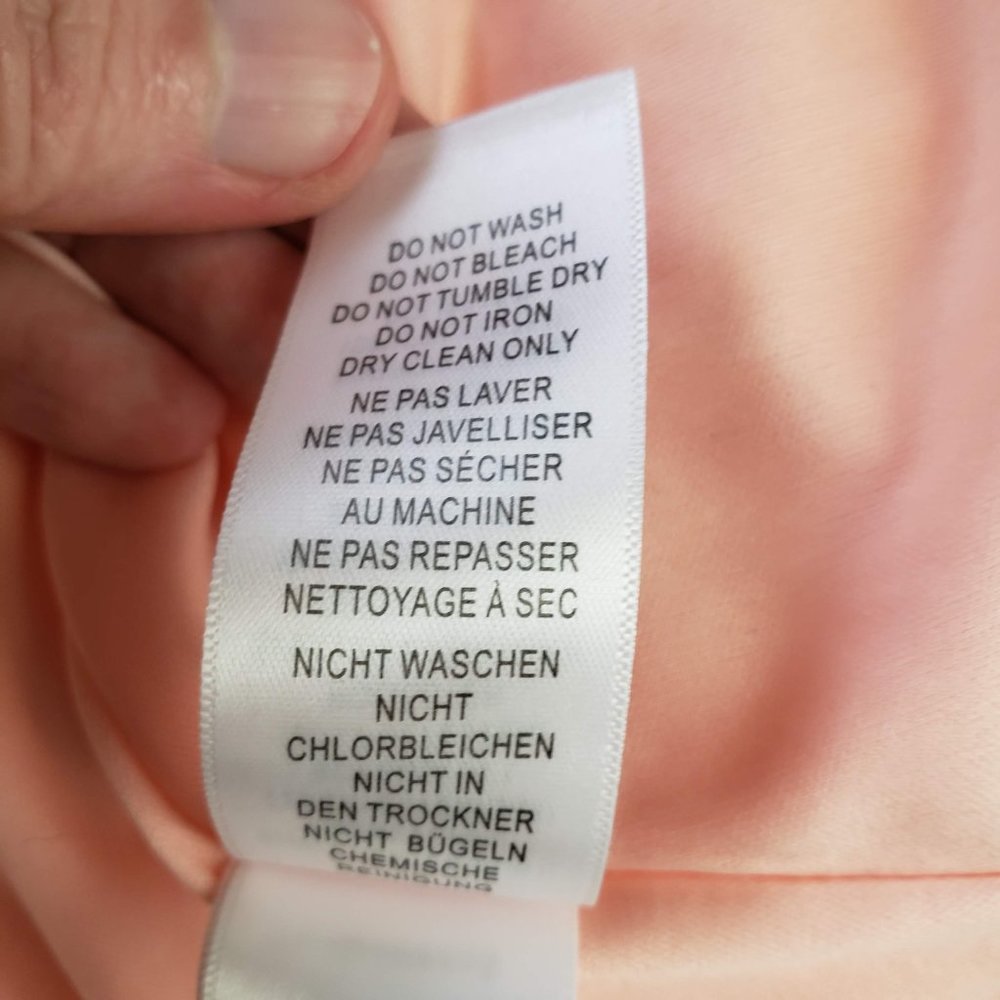 DO NOT WASH
DO NOT BLEACH
DO NOT TUMBLE DRY
DO NOT IRON
DRY CLEAN ONLY
NE PAS LAVER
NE PAS JAVELLISER
NE PAS SÉCHER
AU MACHINE
NE PAS REPASSER
NETTOYAGE À SEC
NICHT WASCHEN
NICHT
CHLORBLEICHEN
NICHT IN
DEN TROCKNER
NICHT BÜGELN
CHEMISCHE
REINIGUNG